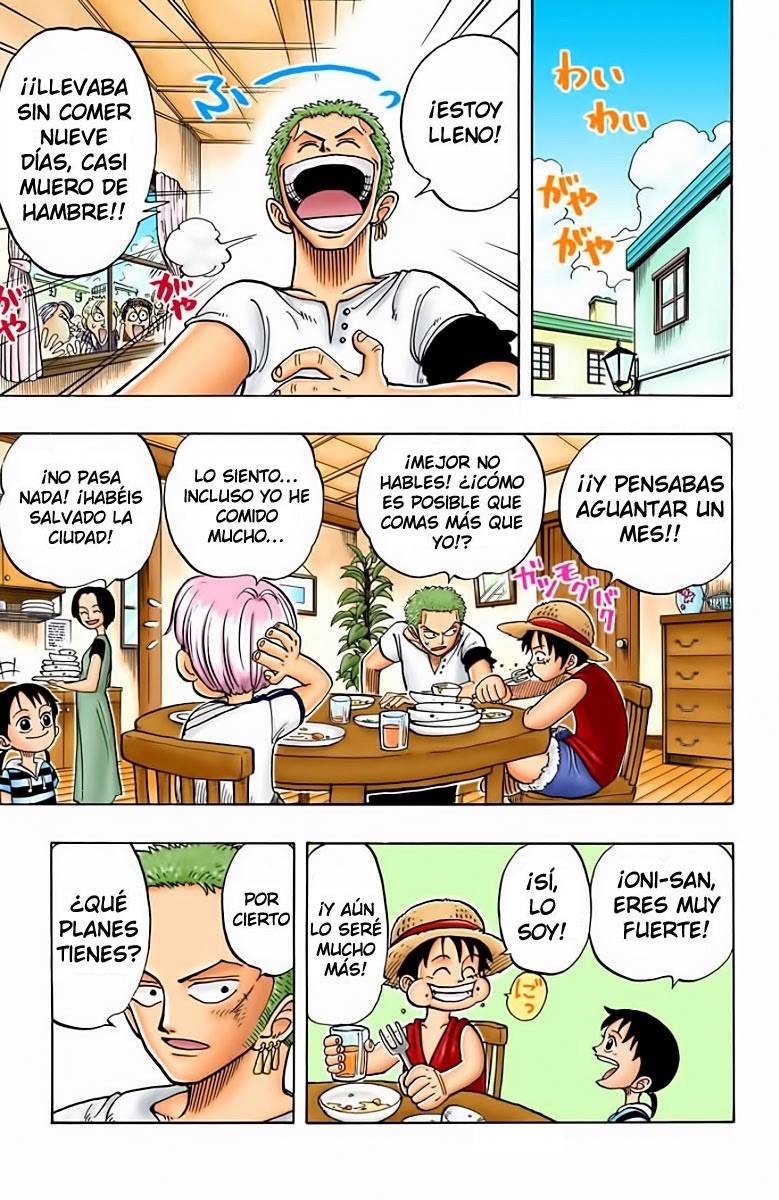 わい
わい
がや
がや
¡ESTOY
LLENO!
ふーっ
¡¡LLEVABA
SIN COMER
NUEVE
DÍAS, CASI
MUERO DE
HAMBRE!!
がや
がや
¡¡Y PENSABAS
AGUANTAR UN
MES!!
¡MEJOR NO
HABLES! ¿¡CÓMO
ES POSIBLE QUE
COMAS MÁS QUE
YO!?
LO SIENTO...
INCLUSO YO HE
COMIDO
MUCHO...
¡NO PASA
NADA! ¡HABÉIS
SALVADO LA
CIUDAD!
ガツ
モグ
バク
¡ONI-SAN,
ERES MUY
FUERTE!
¡SÍ,
LO
SOY!
にっ
¡Y AÚN
LO SERÉ
MUCHO
MÁS!
POR
CIERTO
¿QUÉ
PLANES
TIENES?